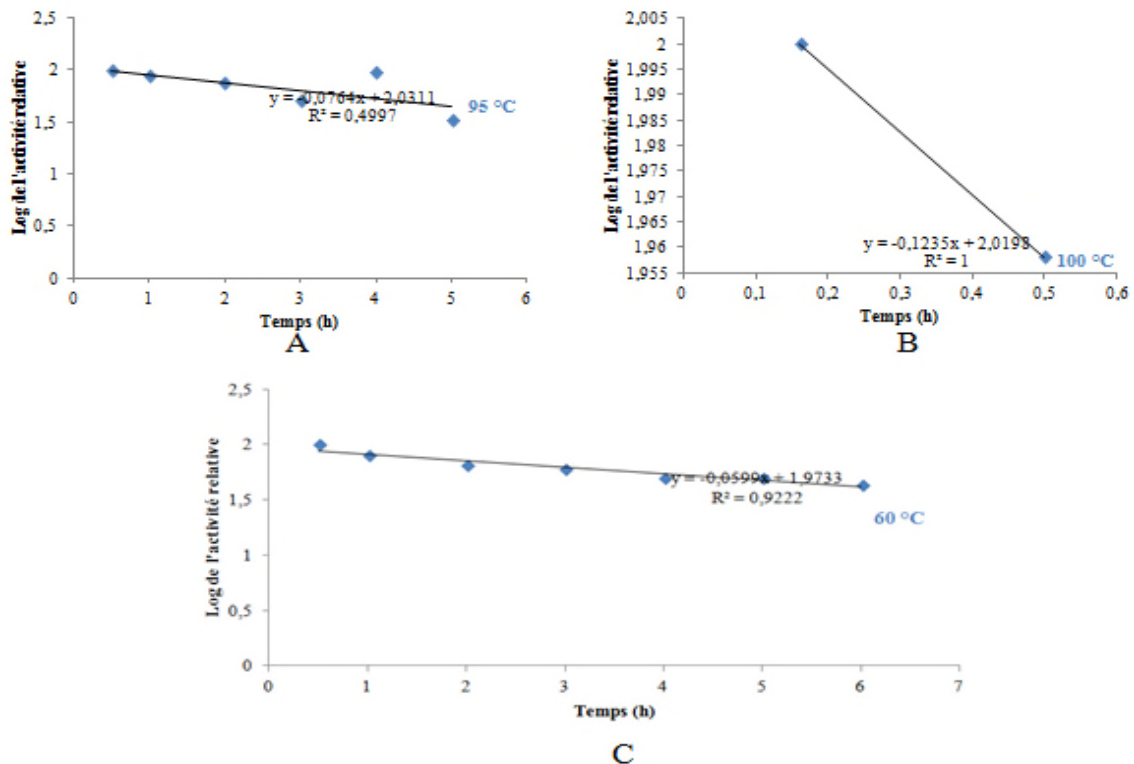 2,5
2
1,5
1
0,5
0
0 1 2 3 4 5 6
Log de l'activité relative
Temps (h)
y = -0,0764x + 2,0311
R² = 0,4997
95 °C
A
2,005
2
1,995
1,99
1,985
1,98
1,975
1,97
1,965
1,96
1,955
0 0,1 0,2 0,3 0,4 0,5 0,6
Log de l'activité relative
Temps (h)
y = -0,1235x + 2,0198
R² = 1
100 °C
B
2,5
2
1,5
1
0,5
0
0 1 2 3 4 5 6 7
Log de l'activité relative
Temps (h)
y = -0,0599x + 1,9733
R² = 0,9222
60 °C
C